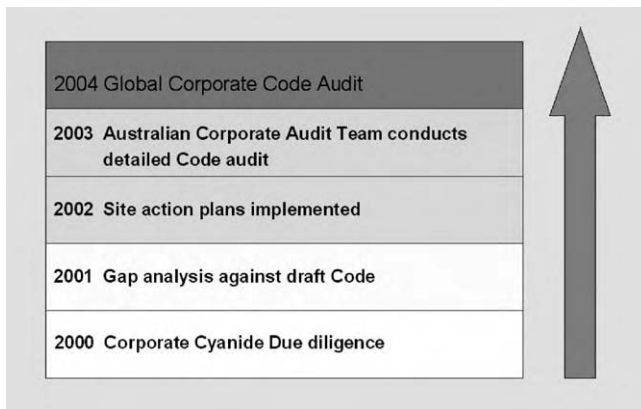 2004 Global Corporate Code Audit
2003 Australian Corporate Audit Team conducts
detailed Code audit
2002 Site action plans implemented
2001 Gap analysis against draft Code
2000 Corporate Cyanide Due diligence